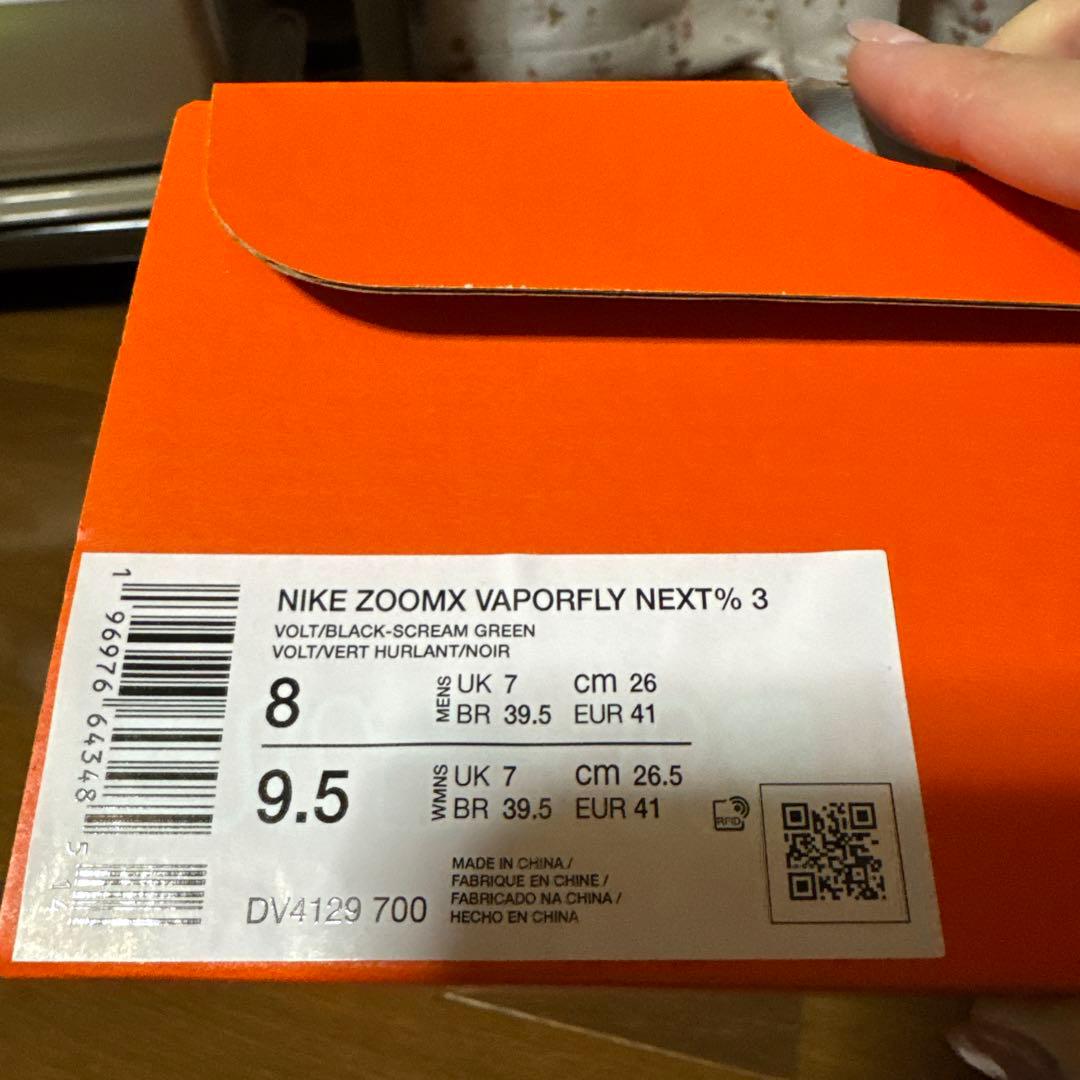 NIKE ZOOMX VAPORFLY NEXT% 3
VOLT/BLACK-SCREAM GREEN
VOLT/VERT HURLANT/NOIR
8 MENS UK 7 cm 26
BR 39.5 EUR 41
9.5 WMNS UK 7 cm 26.5
BR 39.5 EUR 41
RFID
MADE IN CHINA /
FABRIQUE EN CHINE /
FABRICADO NA CHINA /
HECHO EN CHINA
DV4129 700
1 96976 64348 5 14